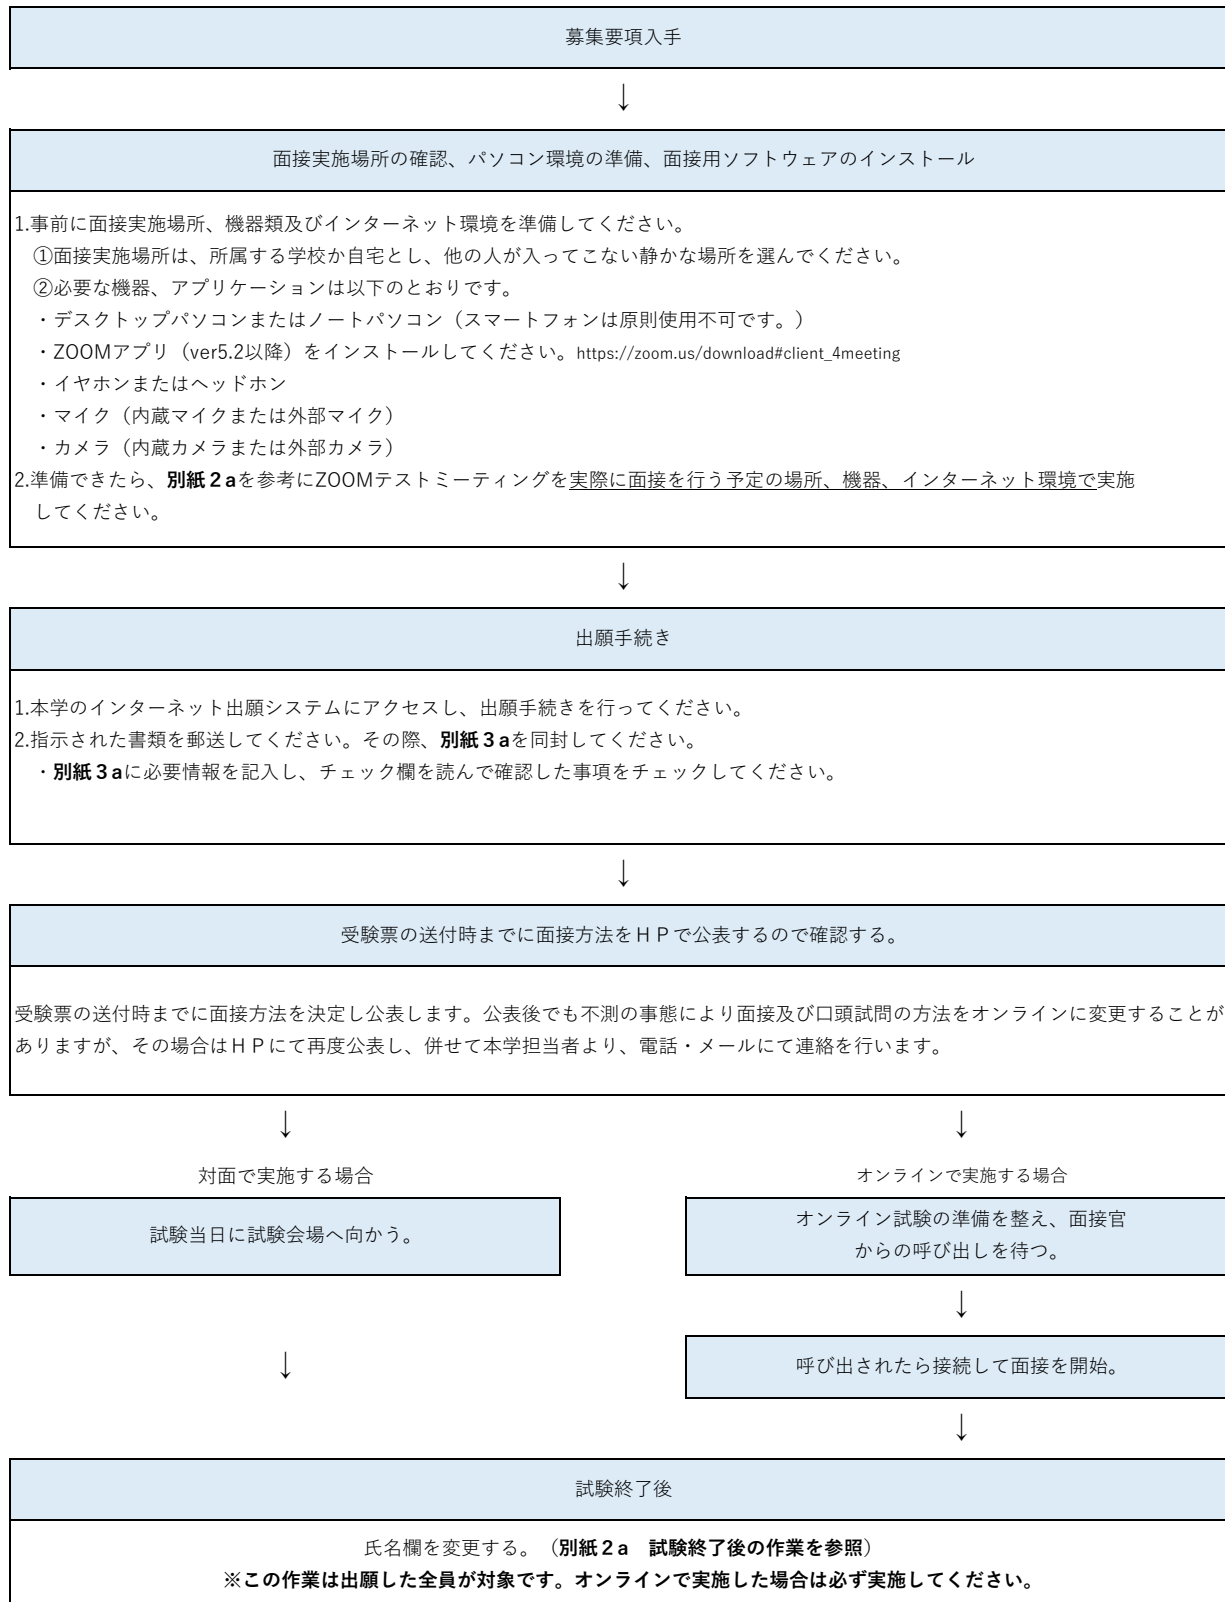 募集要項入手
↓
面接実施場所の確認、パソコン環境の準備、面接用ソフトウェアのインストール
1.事前に面接実施場所、機器類及びインターネット環境を準備してください。
①面接実施場所は、所属する学校か自宅とし、他の人が入ってこない静かな場所を選んでください。
②必要な機器、アプリケーションは以下のとおりです。
・デスクトップパソコンまたはノートパソコン（スマートフォンは原則使用不可です。）
・ZOOMアプリ（ver5.2以降）をインストールしてください。https://zoom.us/download#client_4meeting
・イヤホンまたはヘッドホン
・マイク（内蔵マイクまたは外部マイク）
・カメラ（内蔵カメラまたは外部カメラ）
2.準備できたら、別紙２aを参考にZOOMテストミーティングを実際に面接を行う予定の場所、機器、インターネット環境で実施
してください。
↓
出願手続き
1.本学のインターネット出願システムにアクセスし、出願手続きを行ってください。
2.指示された書類を郵送してください。その際、別紙３aを同封してください。
・別紙３aに必要情報を記入し、チェック欄を読んで確認した事項をチェックしてください。
↓
受験票の送付時までに面接方法をＨＰで公表するので確認する。
受験票の送付時までに面接方法を決定し公表します。公表後でも不測の事態により面接及び口頭試問の方法をオンラインに変更することが
ありますが、その場合はＨＰにて再度公表し、併せて本学担当者より、電話・メールにて連絡を行います。
↓ ↓
対面で実施する場合 オンラインで実施する場合
試験当日に試験会場へ向かう。
オンライン試験の準備を整え、面接官
からの呼び出しを待つ。
↓
↓
呼び出されたら接続して面接を開始。
↓
試験終了後
氏名欄を変更する。（別紙２a　試験終了後の作業を参照）
※この作業は出願した全員が対象です。オンラインで実施した場合は必ず実施してください。